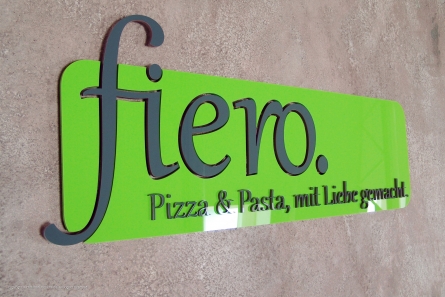 fiero.
Pizza & Pasta, mit Liebe gemacht.